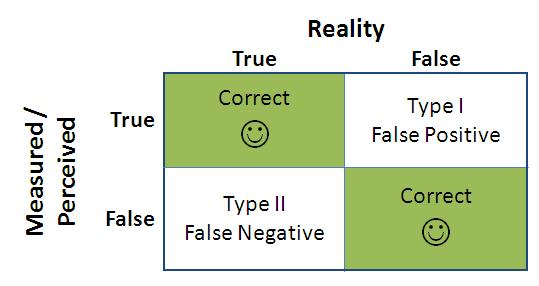 Reality
True
False
Measured /
Perceived
True
Correct
Type I
False Positive
False
Type II
False Negative
Correct